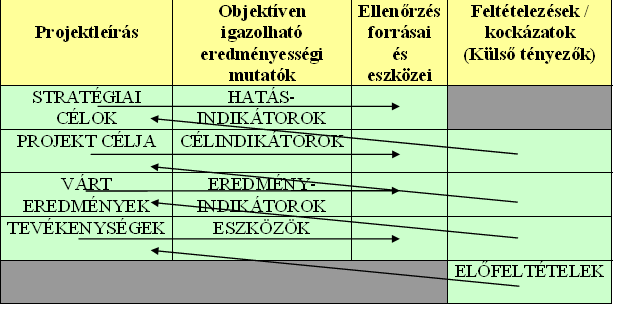 Projektleírás
Objektíven
igazolható
eredményességi
mutatók
Ellenőrzés
forrásai
és
eszközei
Feltételezések /
kockázatok
(Külső tényezők)
STRATÉGIAI
CÉLOK
HATÁS-
INDIKÁTOROK
PROJEKT CÉLJA
CÉLINDIKÁTOROK
VÁRT
EREDMÉNYEK
EREDMÉNY-
INDIKÁTOROK
TEVÉKENYSÉGEK
ESZKÖZÖK
ELŐFELTÉTELEK